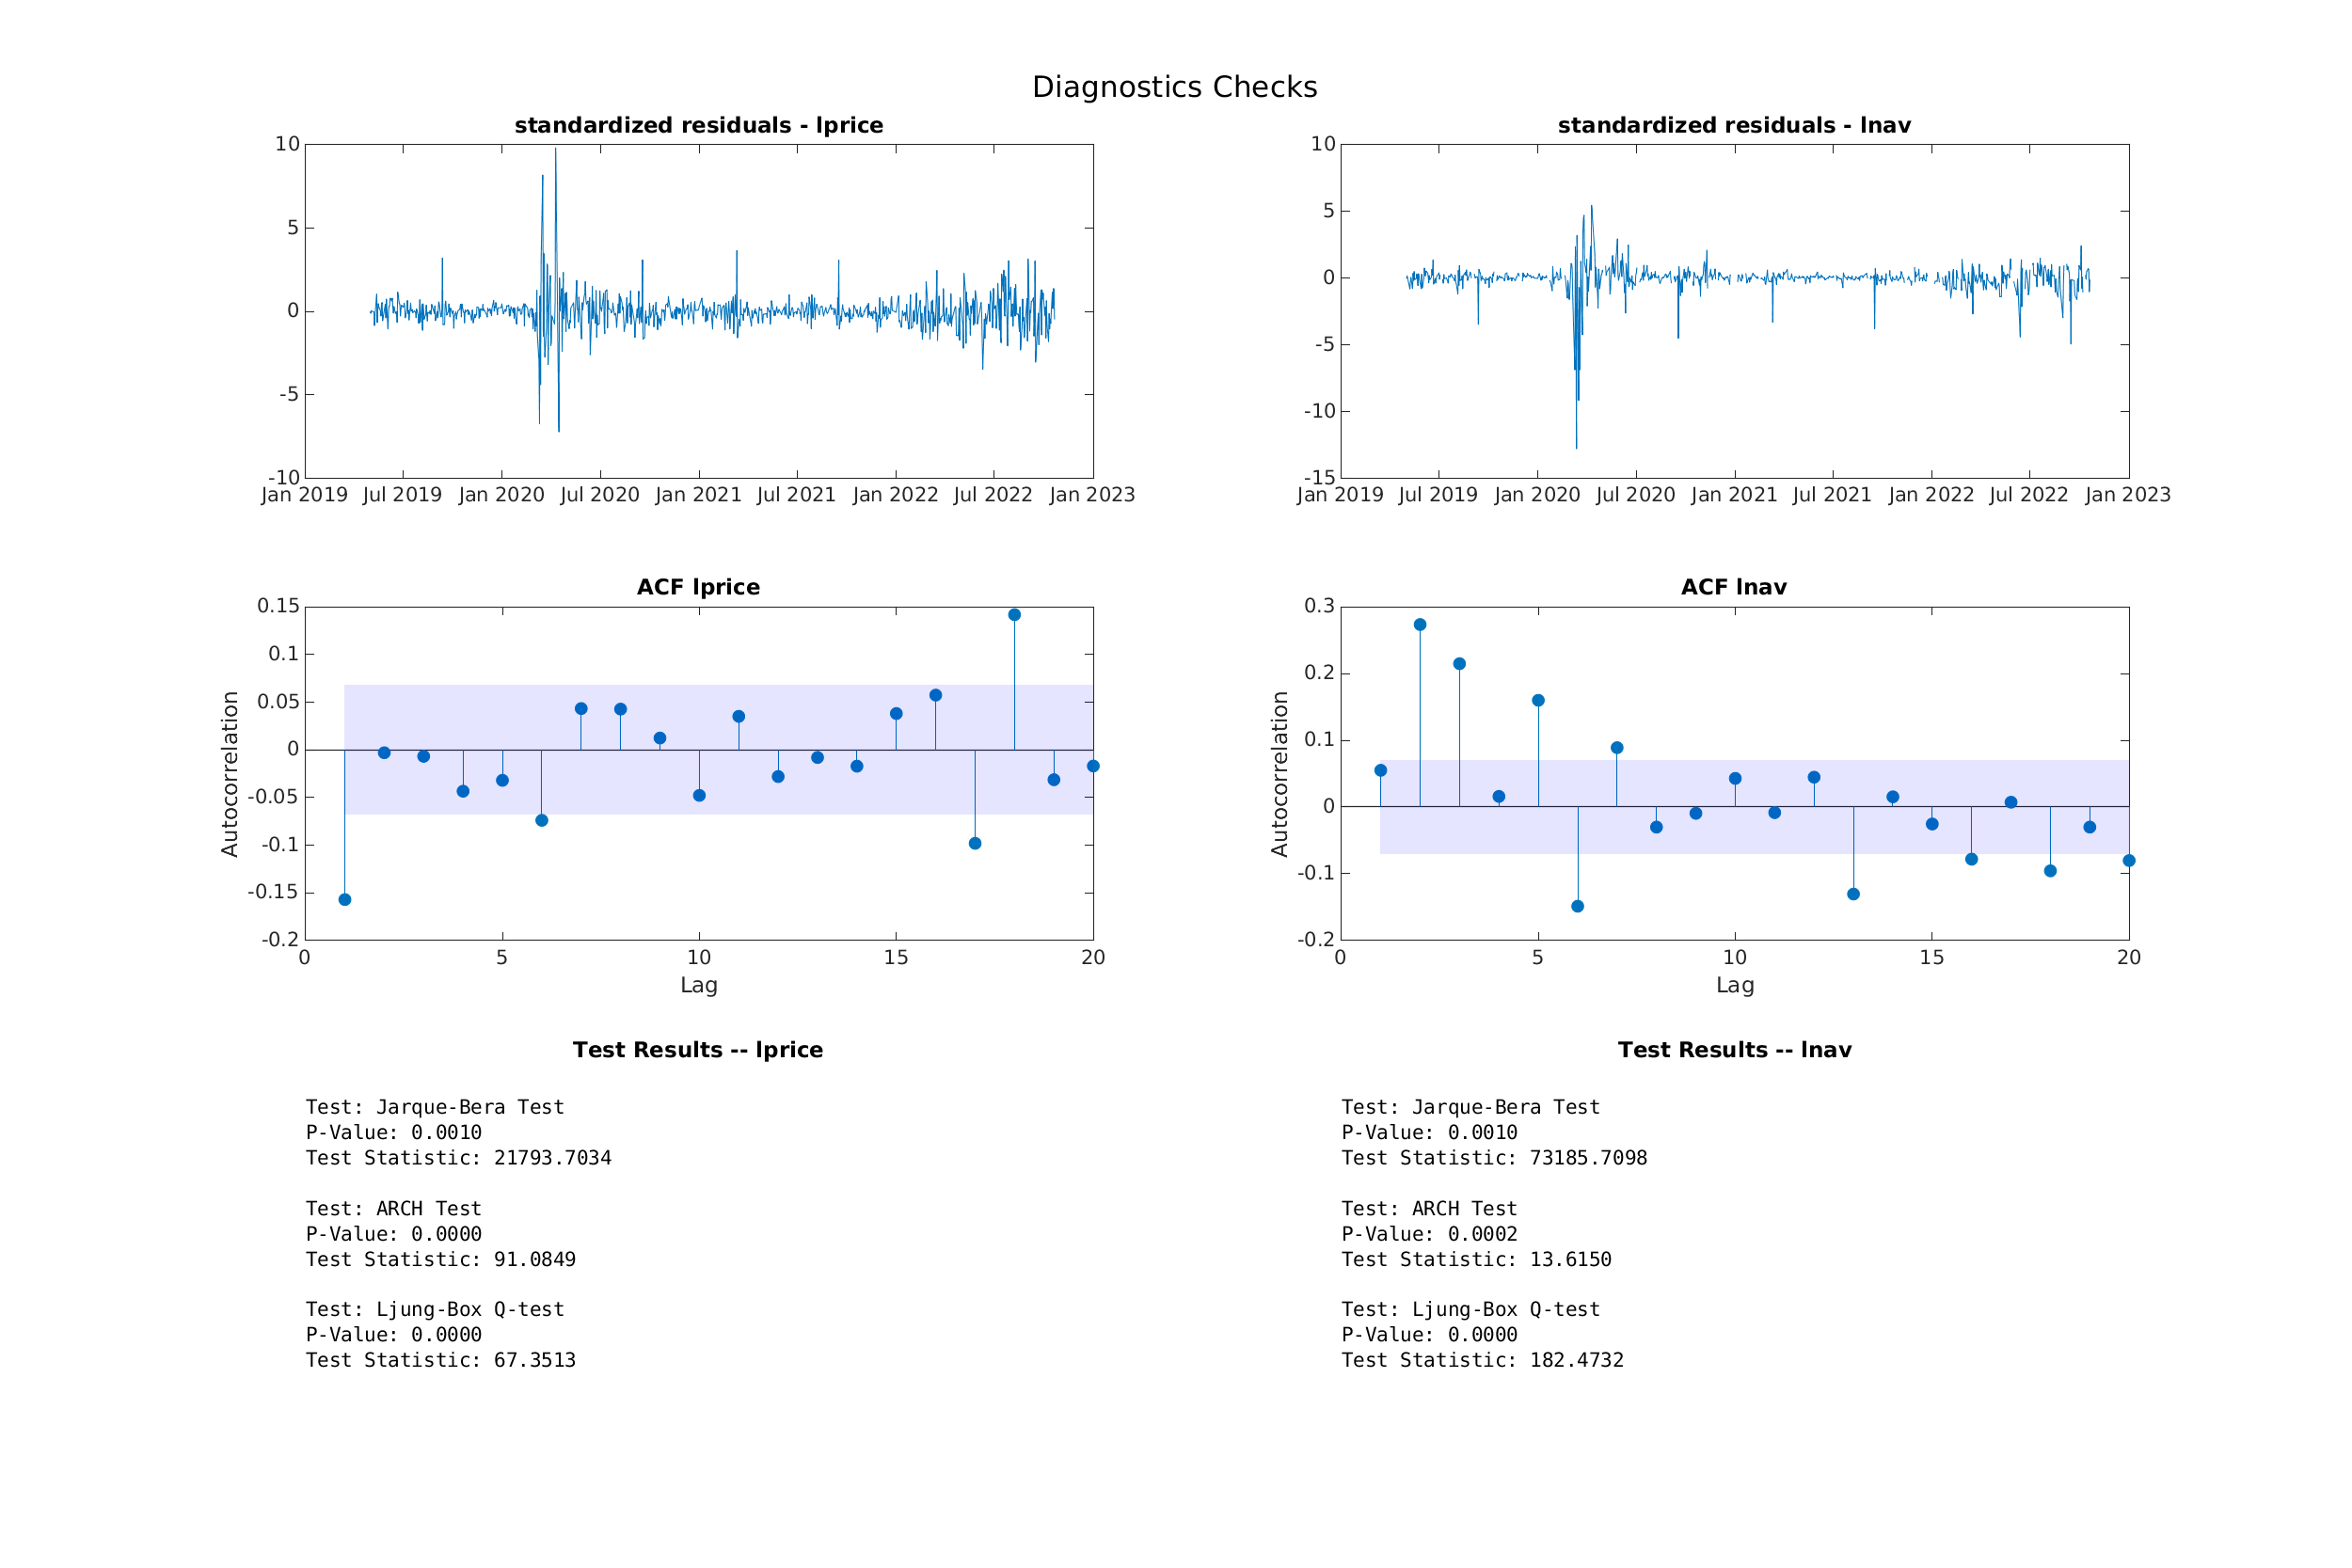 Diagnostics Checks
standardized residuals - lprice
10
5
0
-5
-10
Jan 2019 Jul 2019 Jan 2020 Jul 2020 Jan 2021 Jul 2021 Jan 2022 Jul 2022 Jan 2023
standardized residuals - lnav
10
5
0
-5
-10
-15
Jan 2019 Jul 2019 Jan 2020 Jul 2020 Jan 2021 Jul 2021 Jan 2022 Jul 2022 Jan 2023
ACF lprice
Autocorrelation
0.15
0.1
0.05
0
-0.05
-0.1
-0.15
-0.2
0 5 10 15 20
Lag
ACF lnav
Autocorrelation
0.3
0.2
0.1
0
-0.1
-0.2
0 5 10 15 20
Lag
Test Results -- lprice
Test: Jarque-Bera Test
P-Value: 0.0010
Test Statistic: 21793.7034
Test: ARCH Test
P-Value: 0.0000
Test Statistic: 91.0849
Test: Ljung-Box Q-test
P-Value: 0.0000
Test Statistic: 67.3513
Test Results -- lnav
Test: Jarque-Bera Test
P-Value: 0.0010
Test Statistic: 73185.7098
Test: ARCH Test
P-Value: 0.0002
Test Statistic: 13.6150
Test: Ljung-Box Q-test
P-Value: 0.0000
Test Statistic: 182.4732